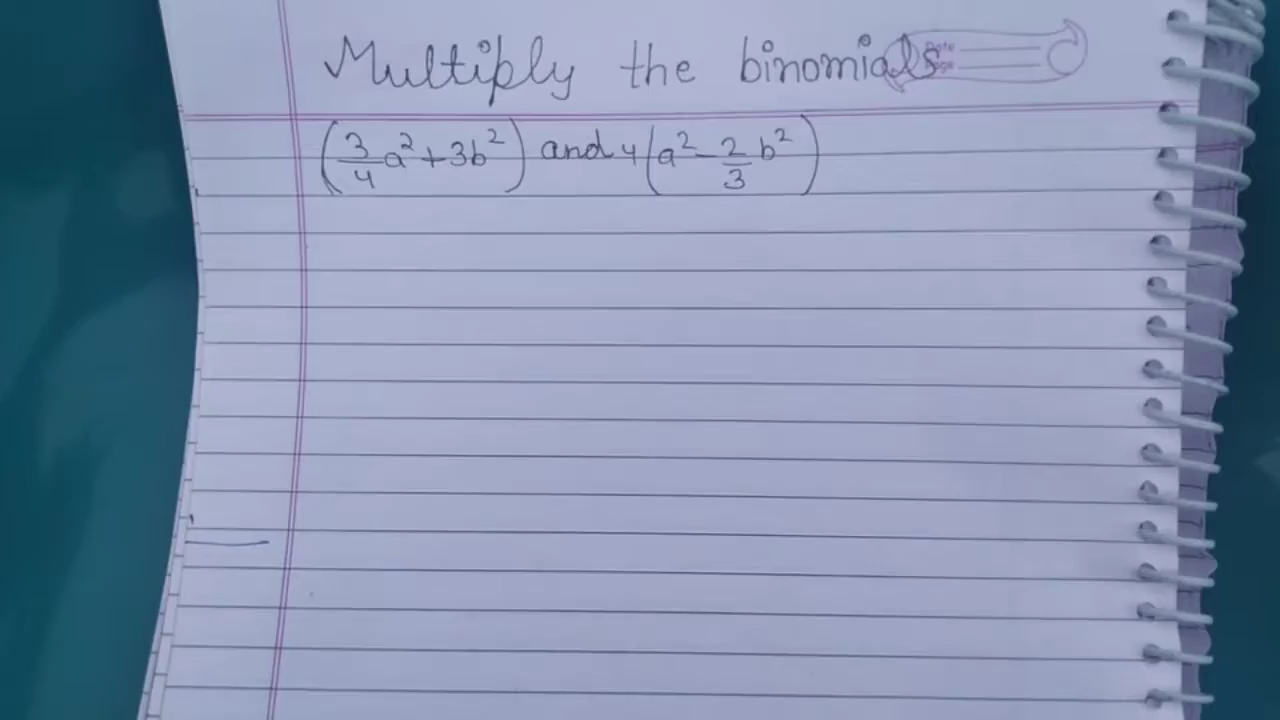 Multiply the binomials
(3/4 a² + 3b²) and 4(a² - 2/3 b²)